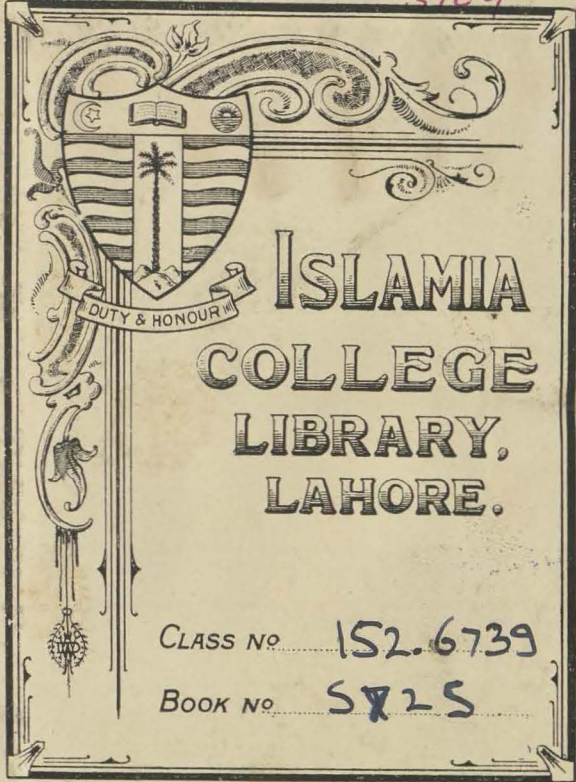 DUTY & HONOUR
ISLAMIA
COLLEGE
LIBRARY,
LAHORE.
CLASS Nº 152.6739
BOOK Nº